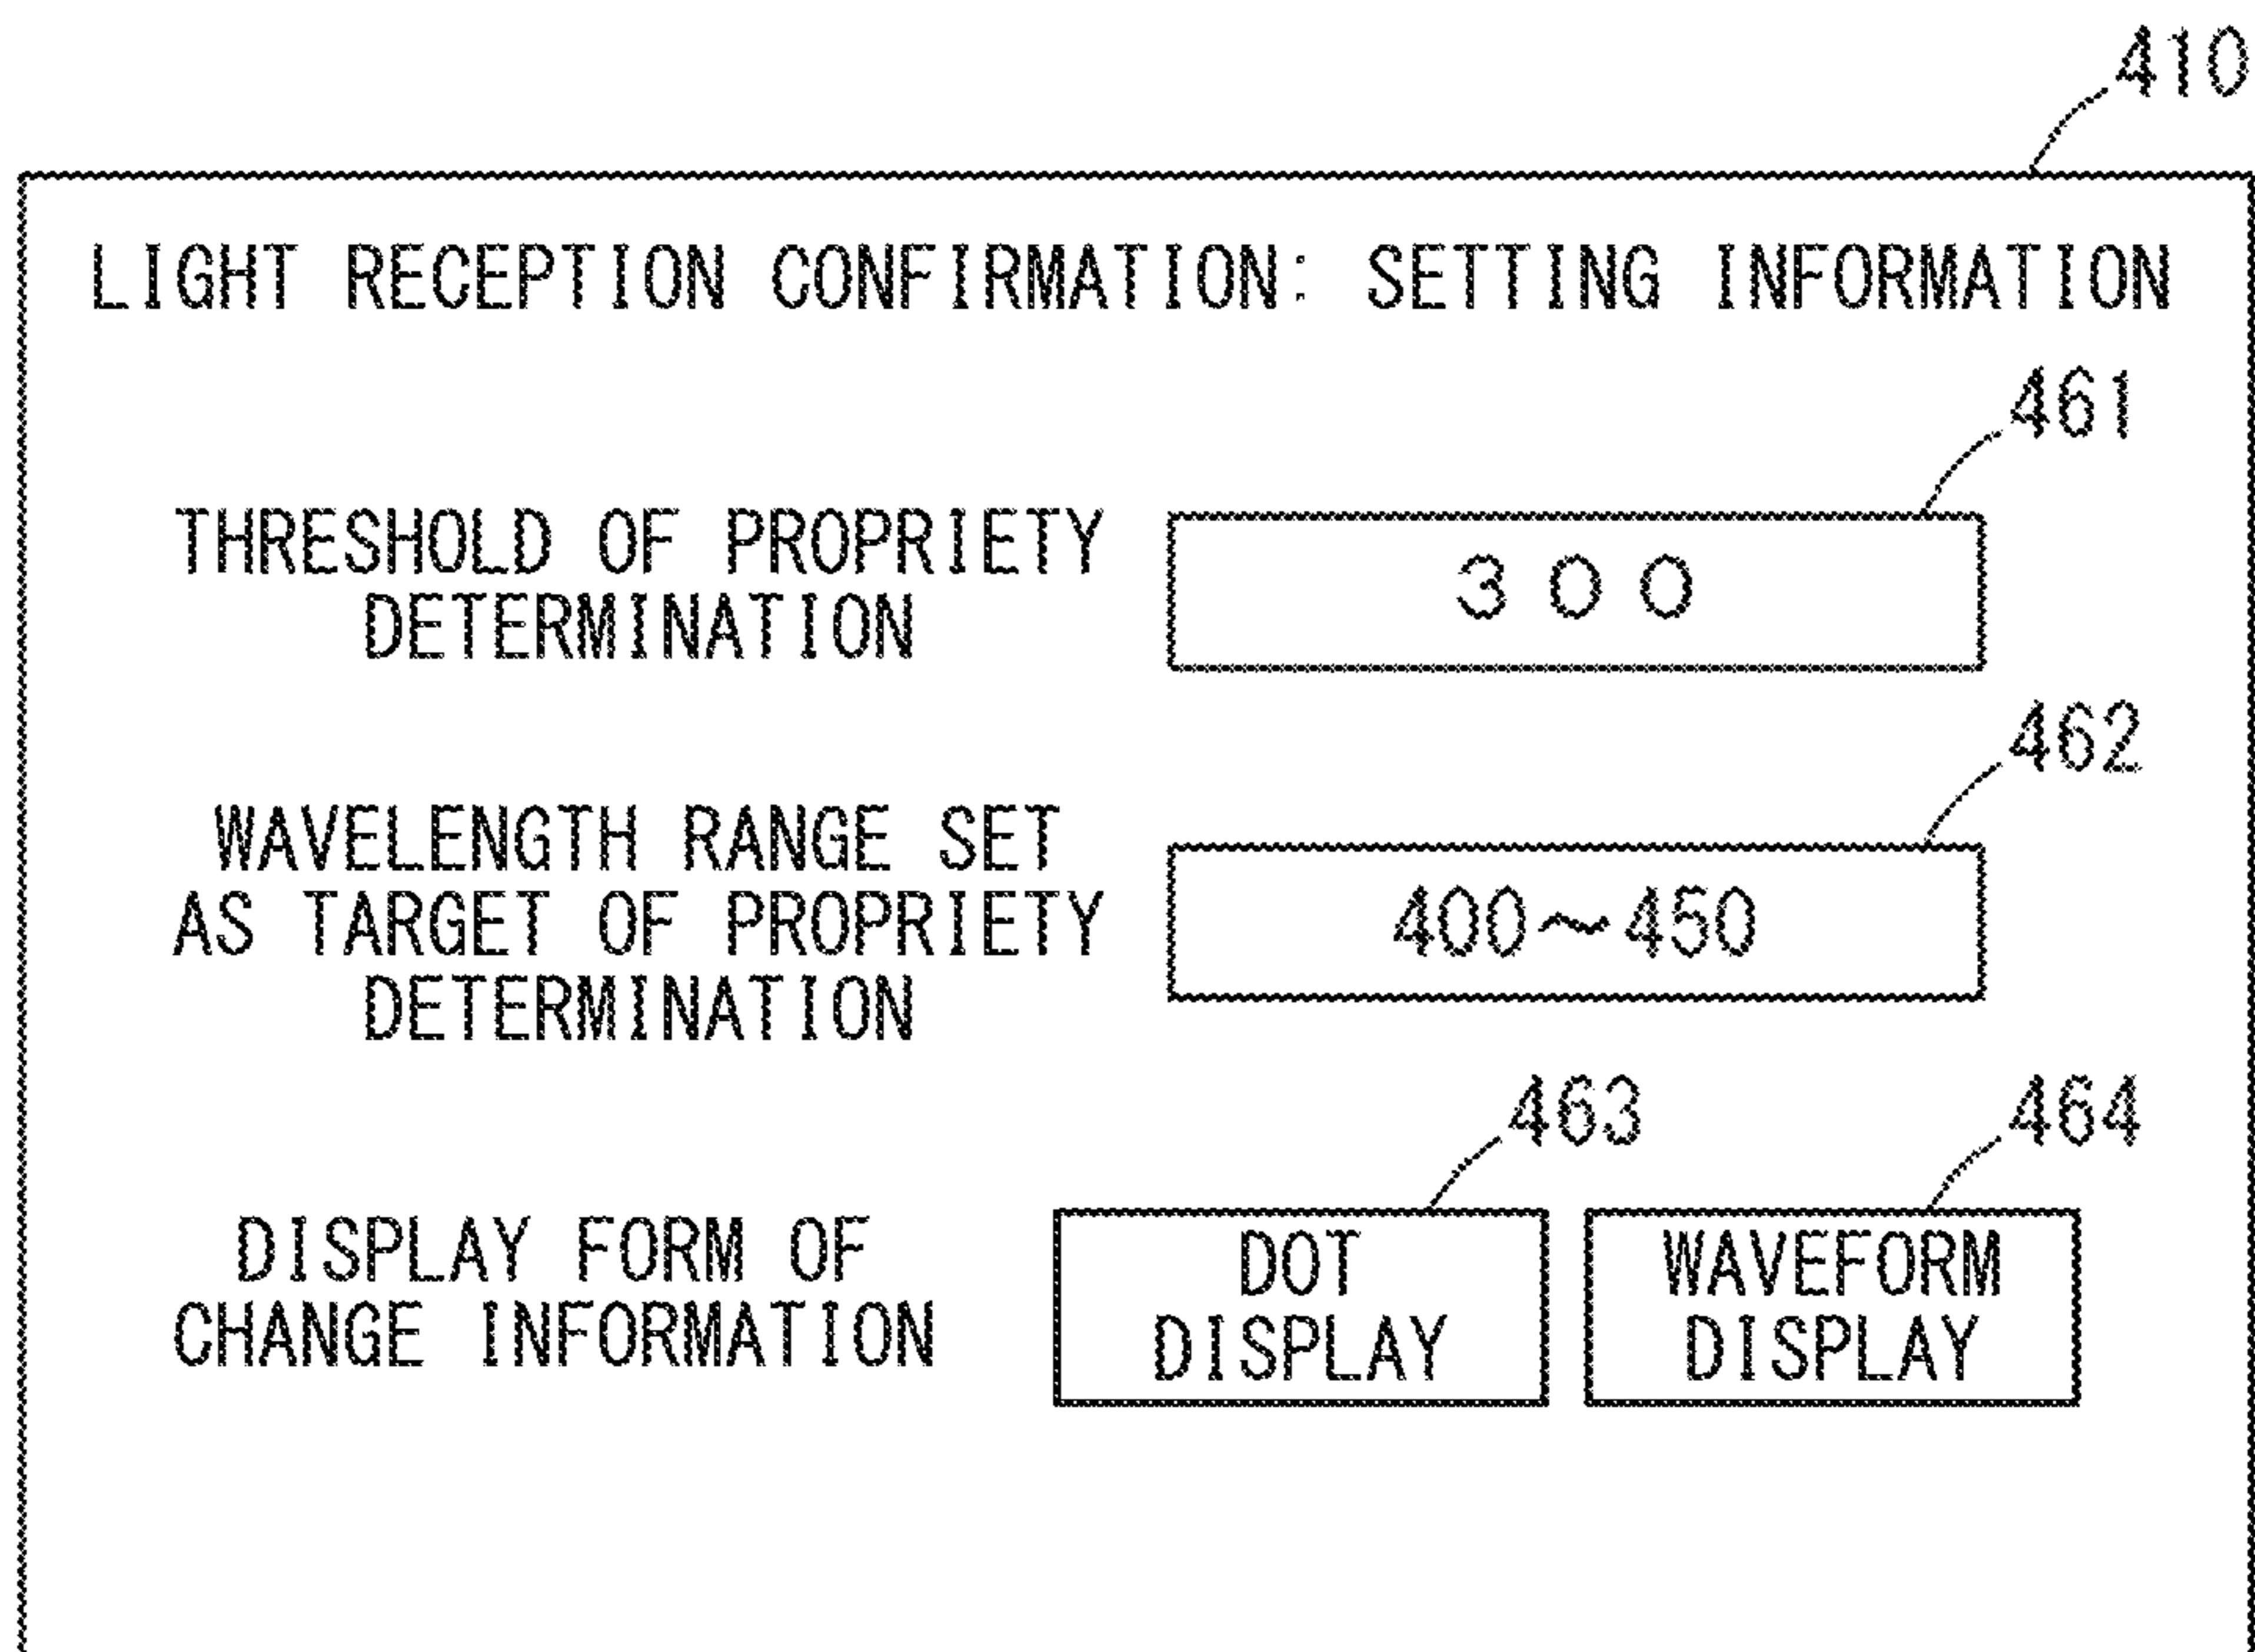 410
LIGHT RECEPTION CONFIRMATION: SETTING INFORMATION
461
THRESHOLD OF PROPRIETY
DETERMINATION
300
462
WAVELENGTH RANGE SET
AS TARGET OF PROPRIETY
DETERMINATION
400~450
463
464
DISPLAY FORM OF
CHANGE INFORMATION
DOT
DISPLAY
WAVEFORM
DISPLAY